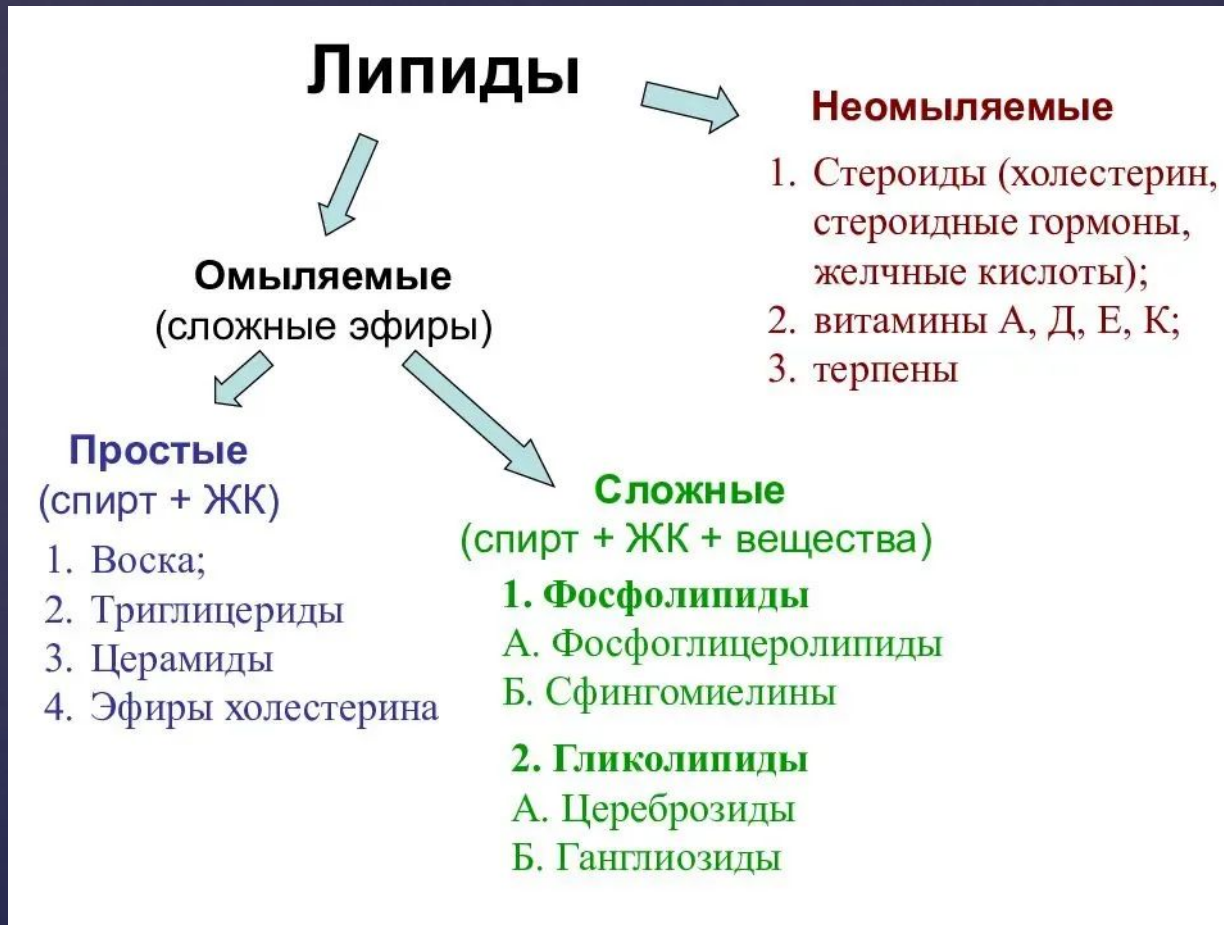 Липиды
Неомыляемые
1. Стероиды (холестерин,
стероидные гормоны,
желчные кислоты);
2. витамины А, Д, Е, К;
3. терпены
Омыляемые
(сложные эфиры)
Простые
(спирт + ЖК)
1. Воска;
2. Триглицериды
3. Церамиды
4. Эфиры холестерина
Сложные
(спирт + ЖК + вещества)
1. Фосфолипиды
А. Фосфоглицеролипиды
Б. Сфингомиелины
2. Гликолипиды
А. Цереброзиды
Б. Ганглиозиды